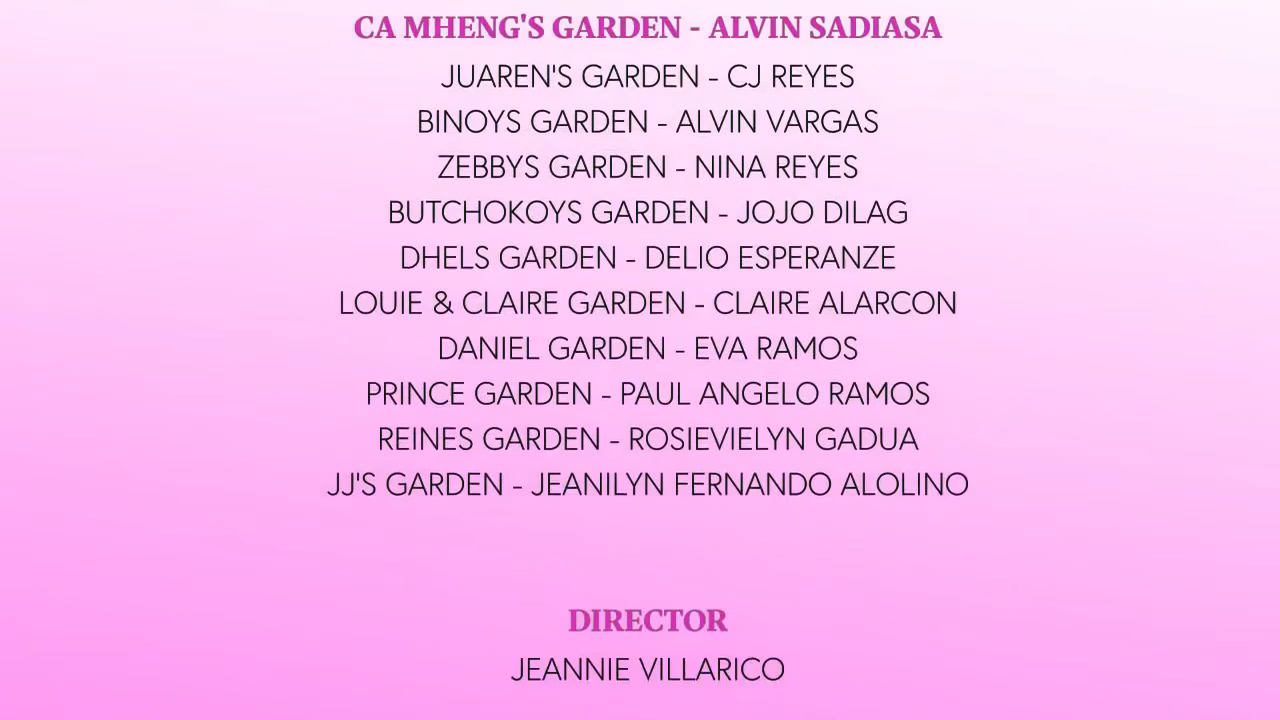 CA MHENG'S GARDEN - ALVIN SADIASA
JUAREN'S GARDEN - CJ REYES
BINOYS GARDEN - ALVIN VARGAS
ZEBBYS GARDEN - NINA REYES
BUTCHOKOYS GARDEN - JOJO DILAG
DHELS GARDEN - DELIO ESPERANZE
LOUIE & CLAIRE GARDEN - CLAIRE ALARCON
DANIEL GARDEN - EVA RAMOS
PRINCE GARDEN - PAUL ANGELO RAMOS
REINES GARDEN - ROSIEVIELYN GADUA
JJ'S GARDEN - JEANILYN FERNANDO ALOLINO
DIRECTOR
JEANNIE VILLARICO